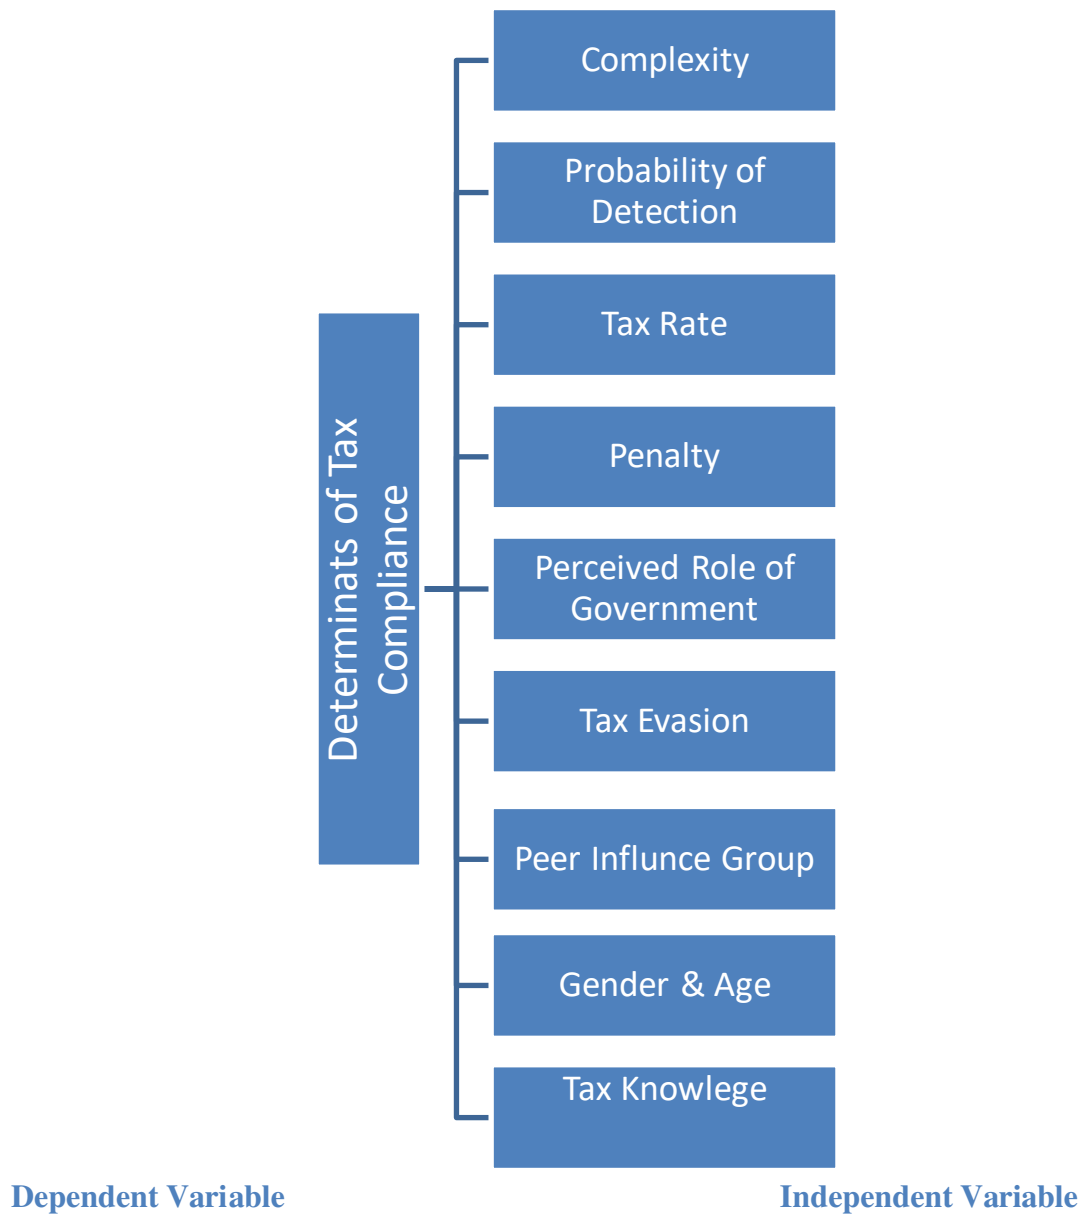 Complexity
Probability of
Detection
Tax Rate
Penalty
Determinats of Tax
Compliance
Perceived Role of
Government
Tax Evasion
Peer Influnce Group
Gender & Age
Tax Knowlege
Dependent Variable
Independent Variable